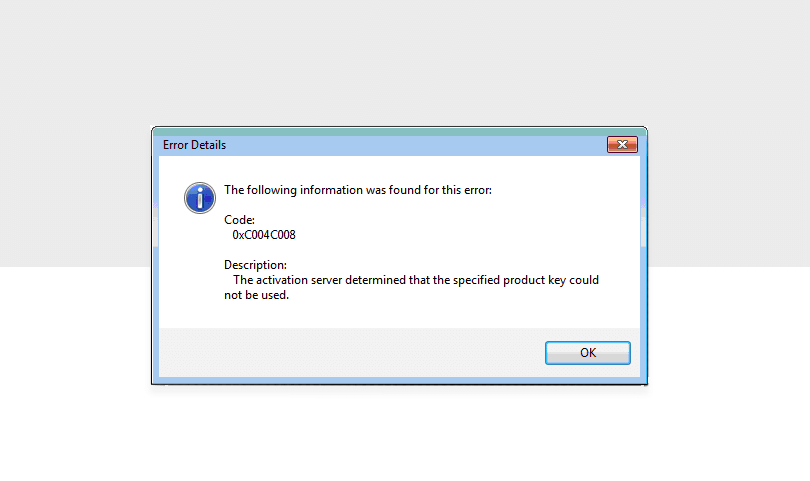 Error Details
The following information was found for this error:
Code:
0xC004C008
Description:
The activation server determined that the specified product key could
not be used.
OK